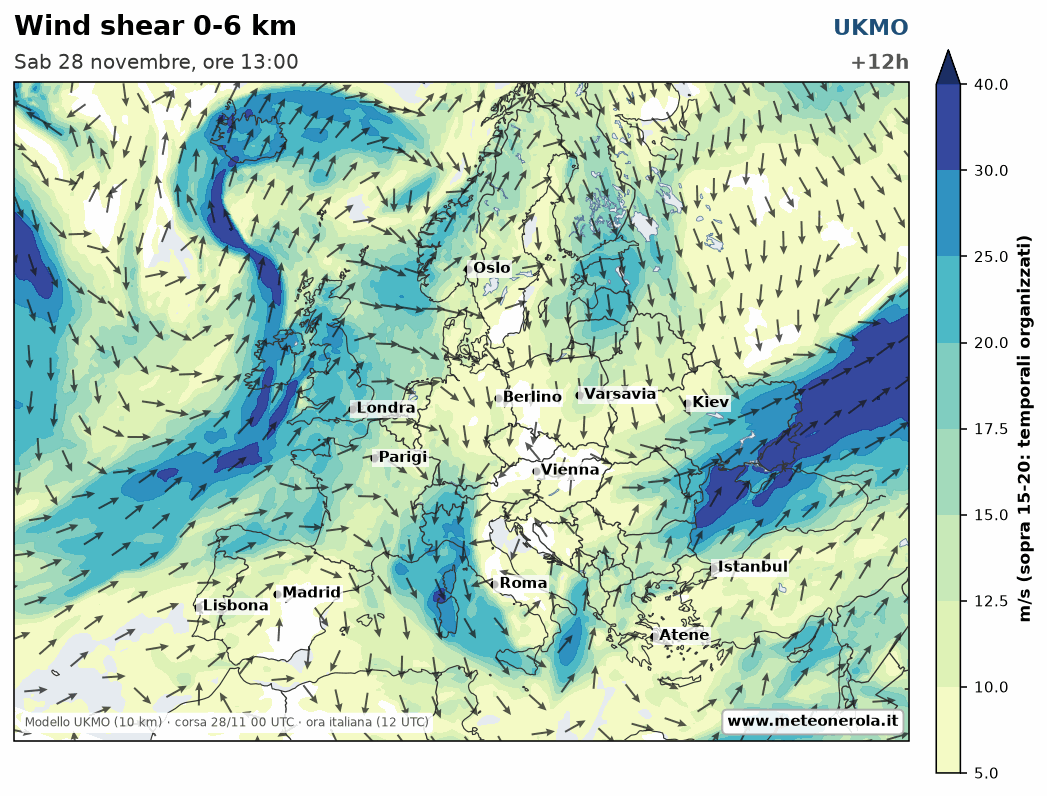 Wind shear 0-6 km
UKMO
Sab 28 novembre, ore 13:00
+12h
40.0
30.0
25.0
20.0
17.5
15.0
12.5
10.0
5.0
m/s (sopra 15-20: temporali organizzati)
Oslo
Berlino
Varsavia
Kiev
Londra
Parigi
Vienna
Istanbul
Roma
Madrid
Lisbona
Atene
Modello UKMO (10 km) · corsa 28/11 00 UTC · ora italiana (12 UTC)
www.meteonerola.it